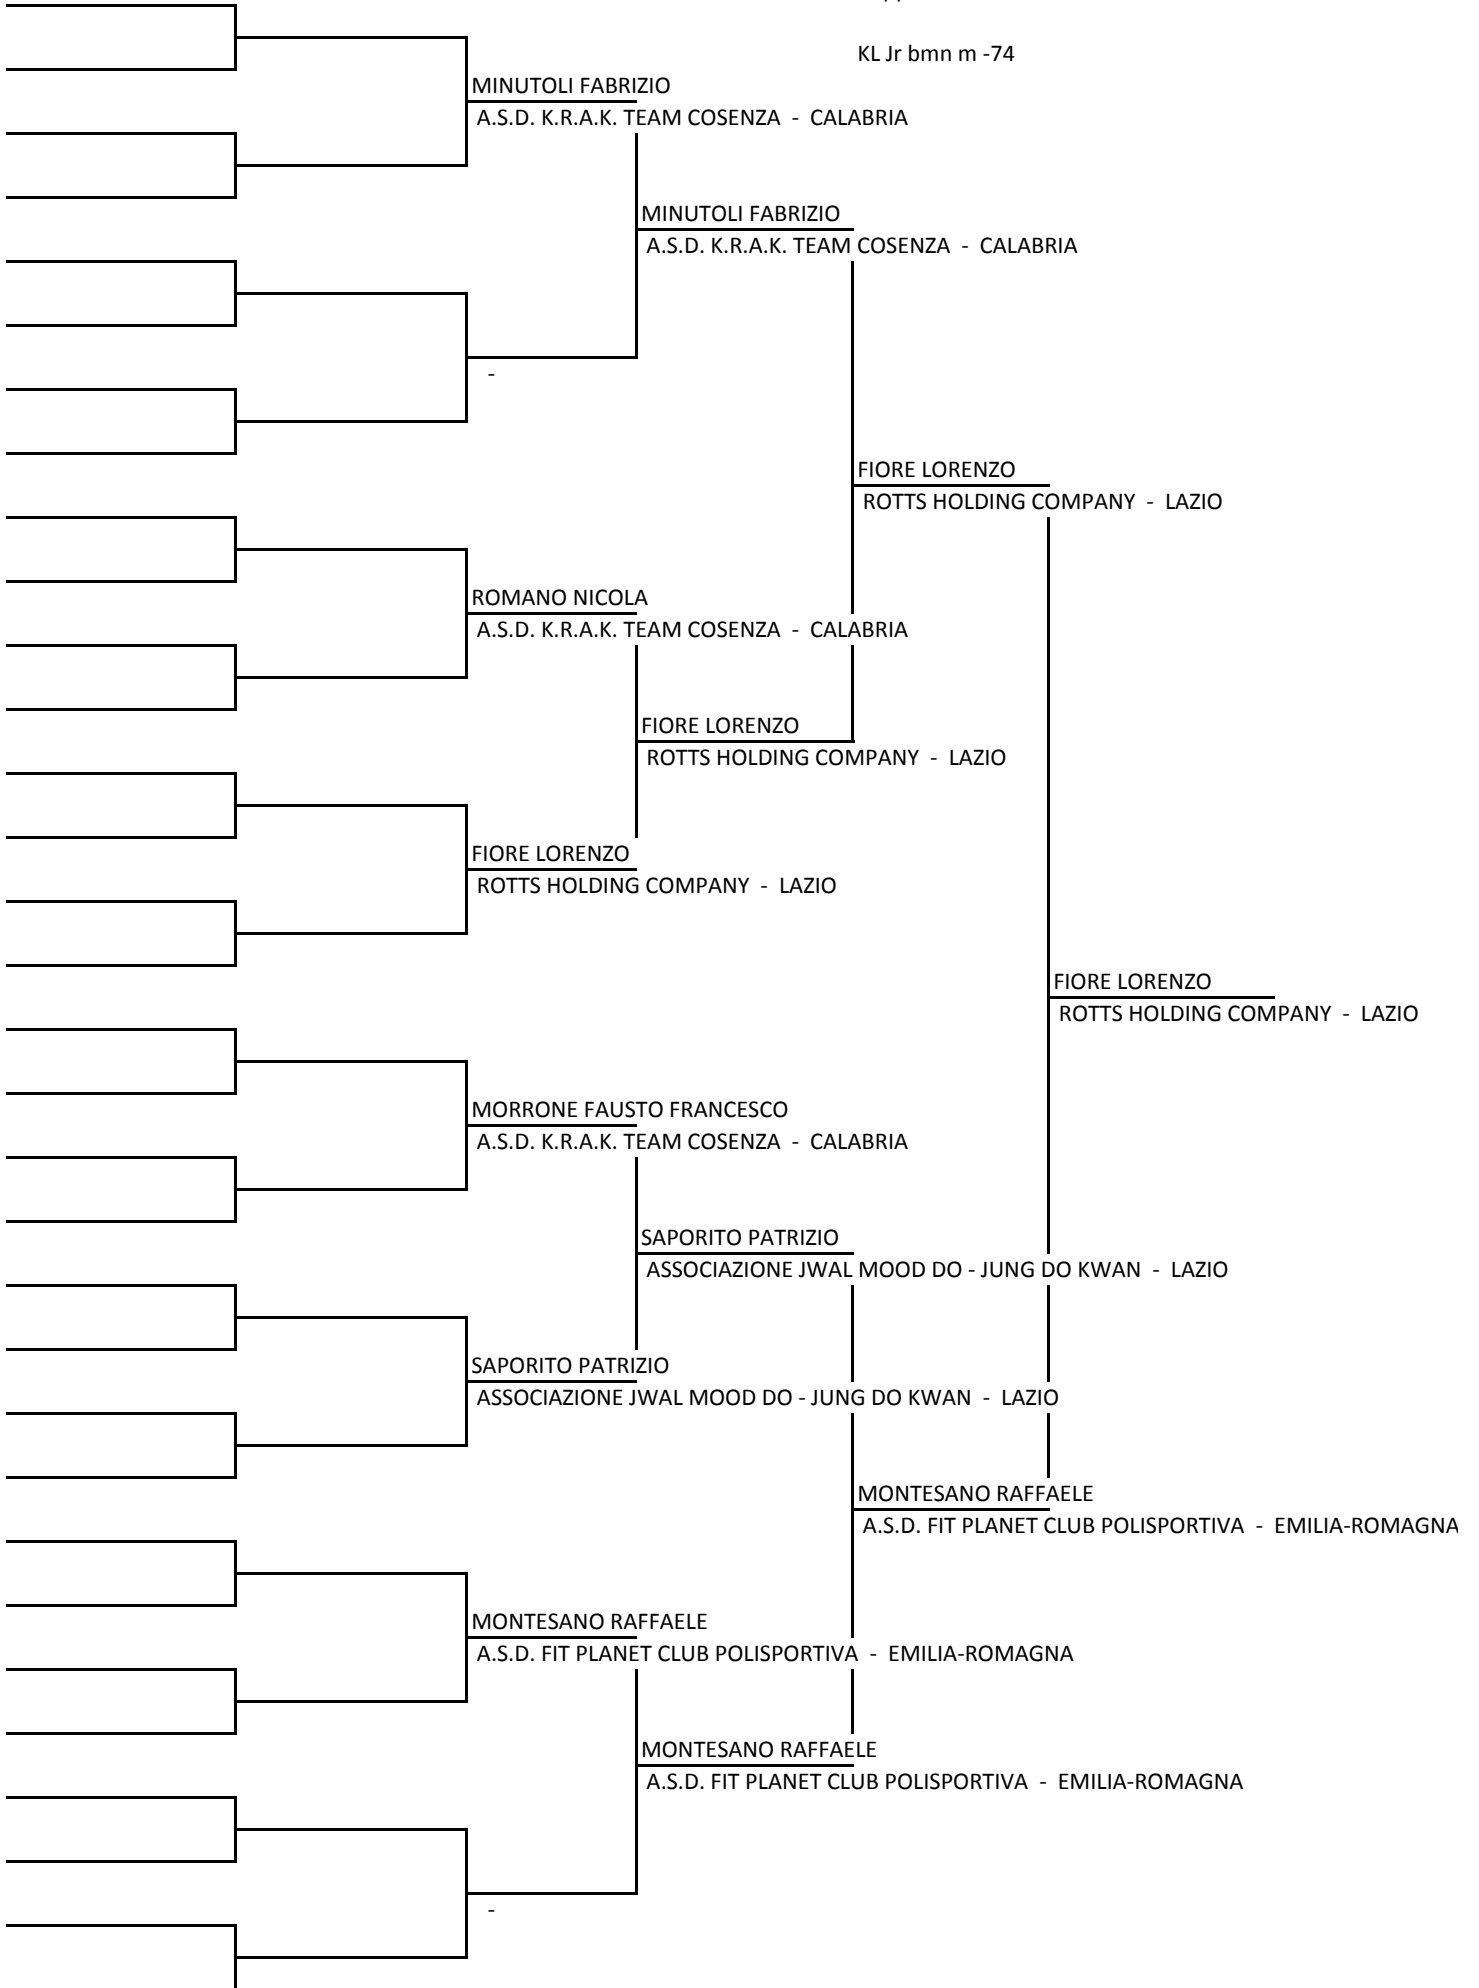 KL Jr bmn m -74
MINUTOLI FABRIZIO
A.S.D. K.R.A.K. TEAM COSENZA - CALABRIA
MINUTOLI FABRIZIO
A.S.D. K.R.A.K. TEAM COSENZA - CALABRIA
-
FIORE LORENZO
ROTTS HOLDING COMPANY - LAZIO
ROMANO NICOLA
A.S.D. K.R.A.K. TEAM COSENZA - CALABRIA
FIORE LORENZO
ROTTS HOLDING COMPANY - LAZIO
FIORE LORENZO
ROTTS HOLDING COMPANY - LAZIO
FIORE LORENZO
ROTTS HOLDING COMPANY - LAZIO
MORRONE FAUSTO FRANCESCO
A.S.D. K.R.A.K. TEAM COSENZA - CALABRIA
SAPORITO PATRIZIO
ASSOCIAZIONE JWAL MOOD DO - JUNG DO KWAN - LAZIO
SAPORITO PATRIZIO
ASSOCIAZIONE JWAL MOOD DO - JUNG DO KWAN - LAZIO
MONTESANO RAFFAELE
A.S.D. FIT PLANET CLUB POLISPORTIVA - EMILIA-ROMAGNA
MONTESANO RAFFAELE
A.S.D. FIT PLANET CLUB POLISPORTIVA - EMILIA-ROMAGNA
MONTESANO RAFFAELE
A.S.D. FIT PLANET CLUB POLISPORTIVA - EMILIA-ROMAGNA
-